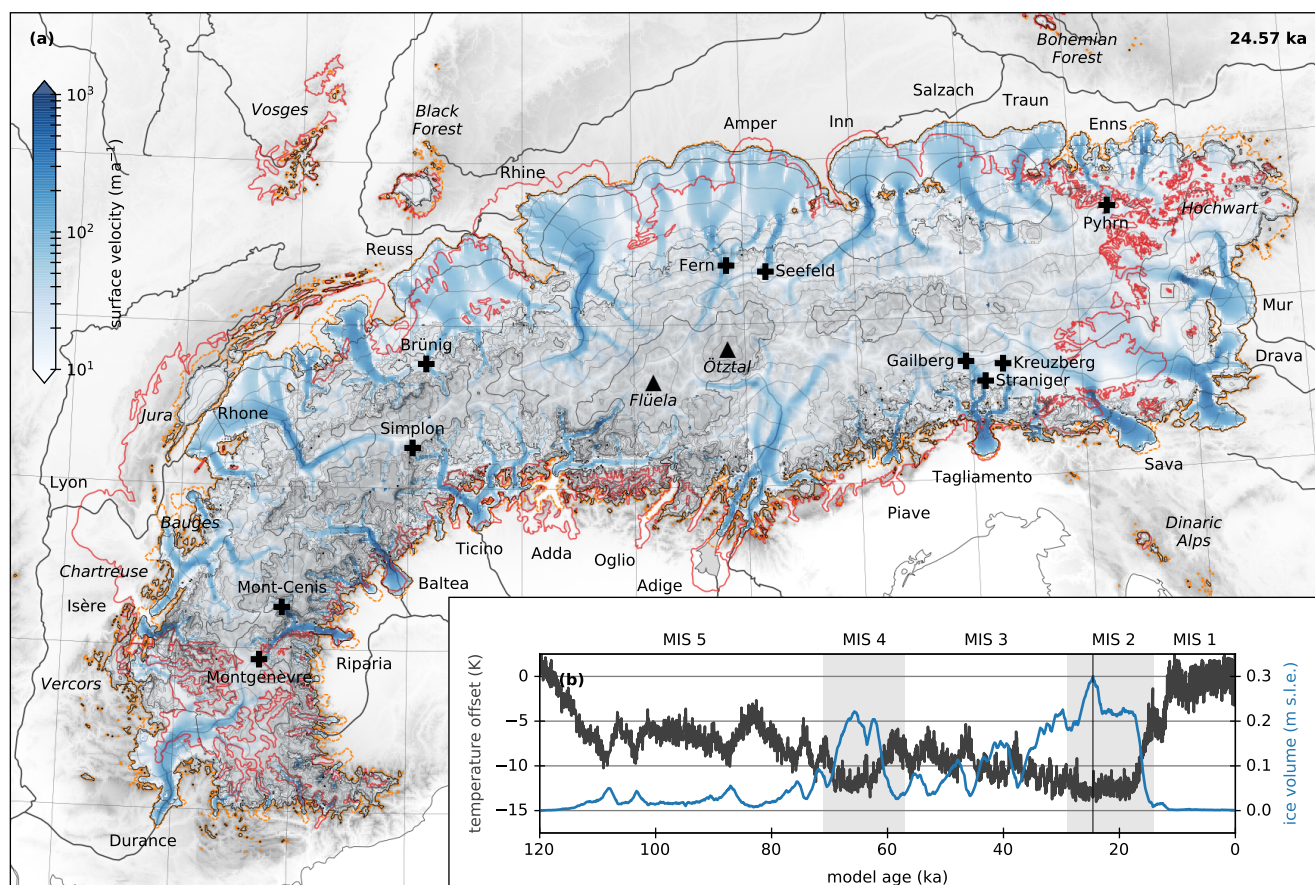 (a)
24.57 ka
Bohemian
Forest
10³
10²
10¹
surface velocity (m a⁻¹)
Vosges
Black
Forest
Salzach
Traun
Amper
Inn
Enns
Rhine
Pyhrn
Hochwart
Reuss
Fern
Seefeld
Mur
Brünig
Ötztal
Gailberg
Kreuzberg
Straniger
Drava
Flüela
Jura
Rhone
Simplon
Lyon
Tagliamento
Sava
Bauges
Piave
Dinaric
Alps
Ticino
Adda
Oglio
Adige
Chartreuse
Baltea
Isère
Mont-Cenis
Riparia
Vercors
Montgenèvre
Durance
MIS 5
MIS 4
MIS 3
MIS 2
MIS 1
(b)
0
−5
−10
−15
temperature offset (K)
0.3
0.2
0.1
0.0
ice volume (m s.l.e.)
120
100
80
60
40
20
0
model age (ka)